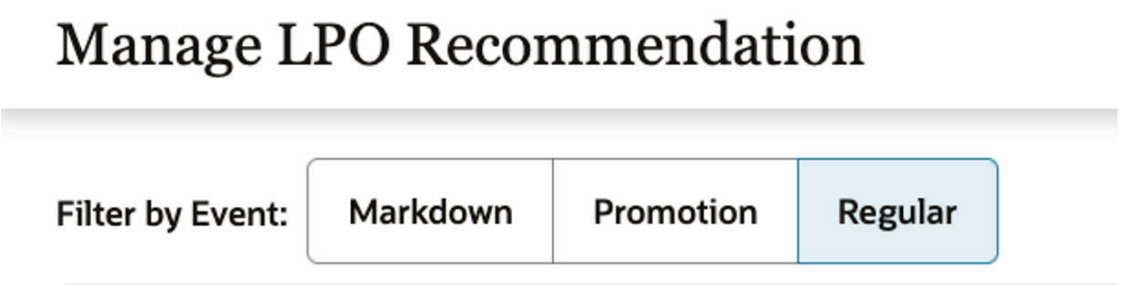 Manage LPO Recommendation
Filter by Event: Markdown Promotion Regular